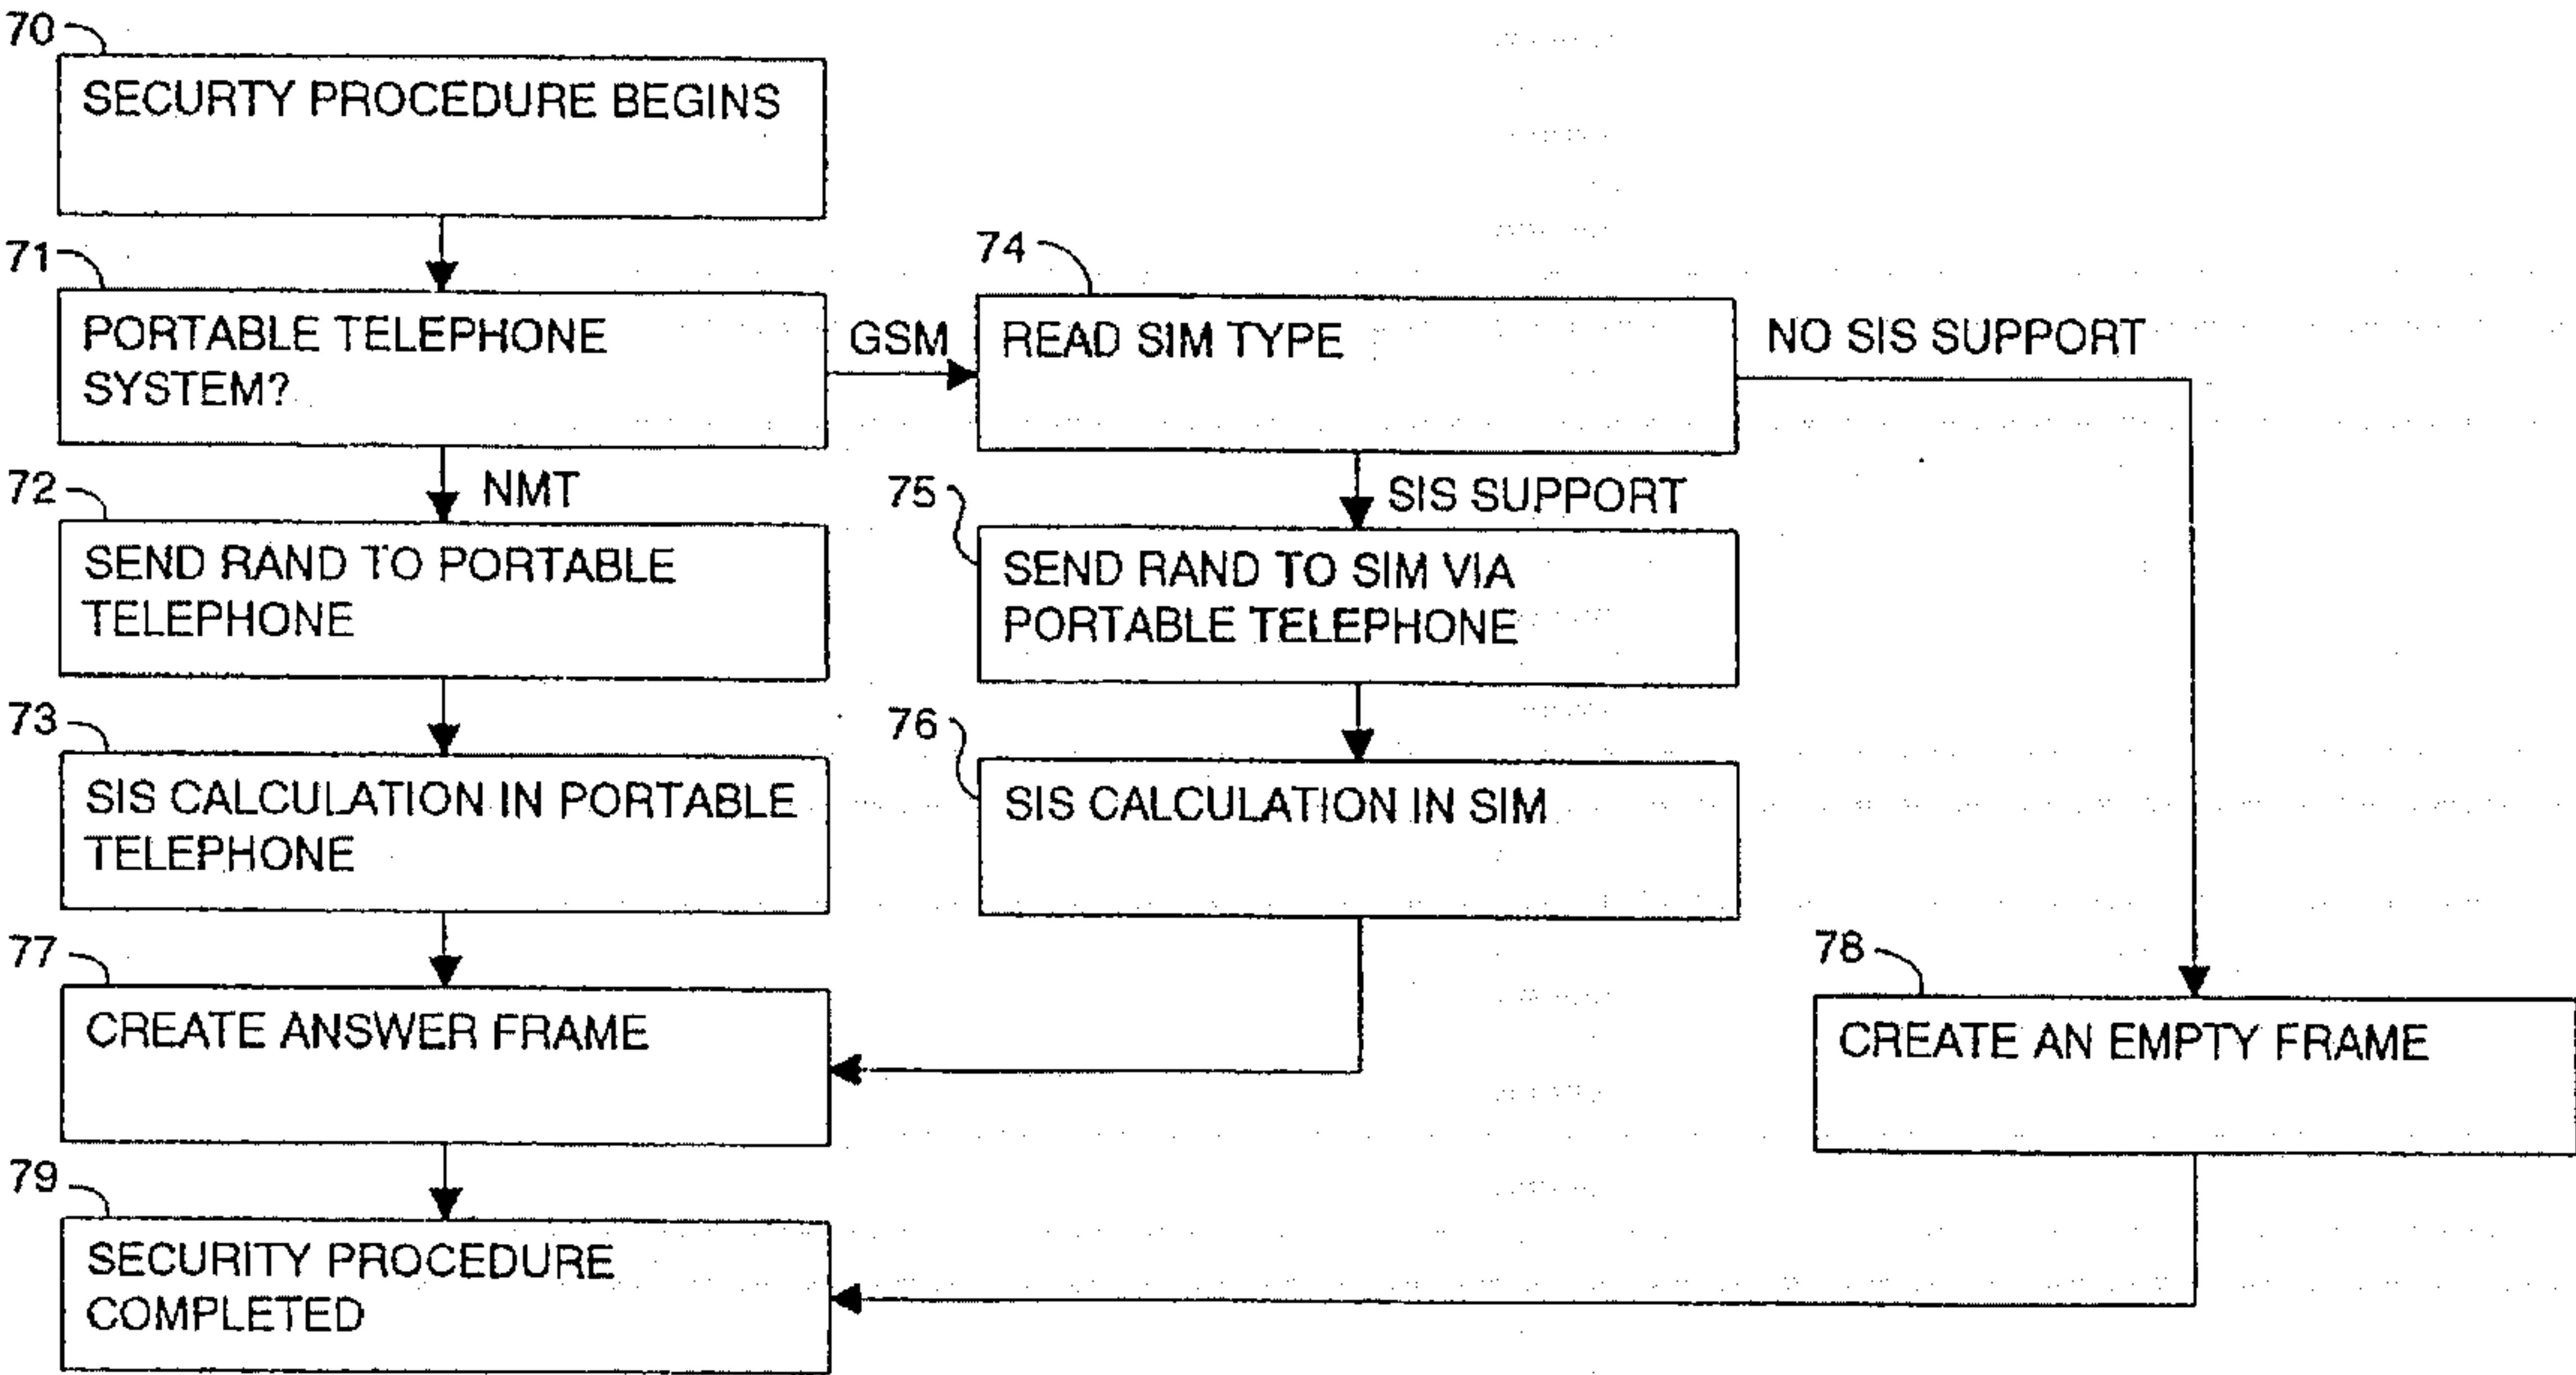 70
SECURTY PROCEDURE BEGINS
71
PORTABLE TELEPHONE
SYSTEM?
GSM
74
READ SIM TYPE
NO SIS SUPPORT
NMT
SIS SUPPORT
72
SEND RAND TO PORTABLE
TELEPHONE
75
SEND RAND TO SIM VIA
PORTABLE TELEPHONE
73
SIS CALCULATION IN PORTABLE
TELEPHONE
76
SIS CALCULATION IN SIM
77
CREATE ANSWER FRAME
78
CREATE AN EMPTY FRAME
79
SECURITY PROCEDURE
COMPLETED